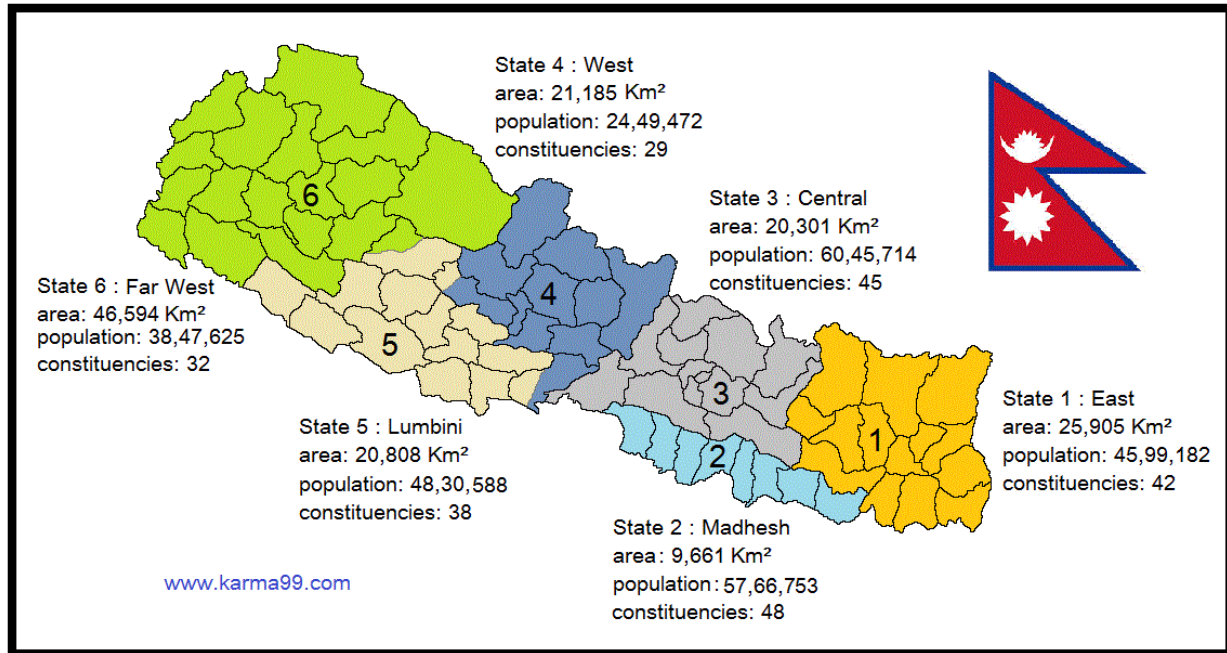 State 4 : West
area: 21,185 Km²
population: 24,49,472
constituencies: 29
State 3 : Central
area: 20,301 Km²
population: 60,45,714
constituencies: 45
6
4
State 6 : Far West
area: 46,594 Km²
population: 38,47,625
constituencies: 32
5
3
State 1 : East
area: 25,905 Km²
population: 45,99,182
constituencies: 42
1
2
State 5 : Lumbini
area: 20,808 Km²
population: 48,30,588
constituencies: 38
State 2 : Madhesh
area: 9,661 Km²
population: 57,66,753
constituencies: 48
www.karma99.com